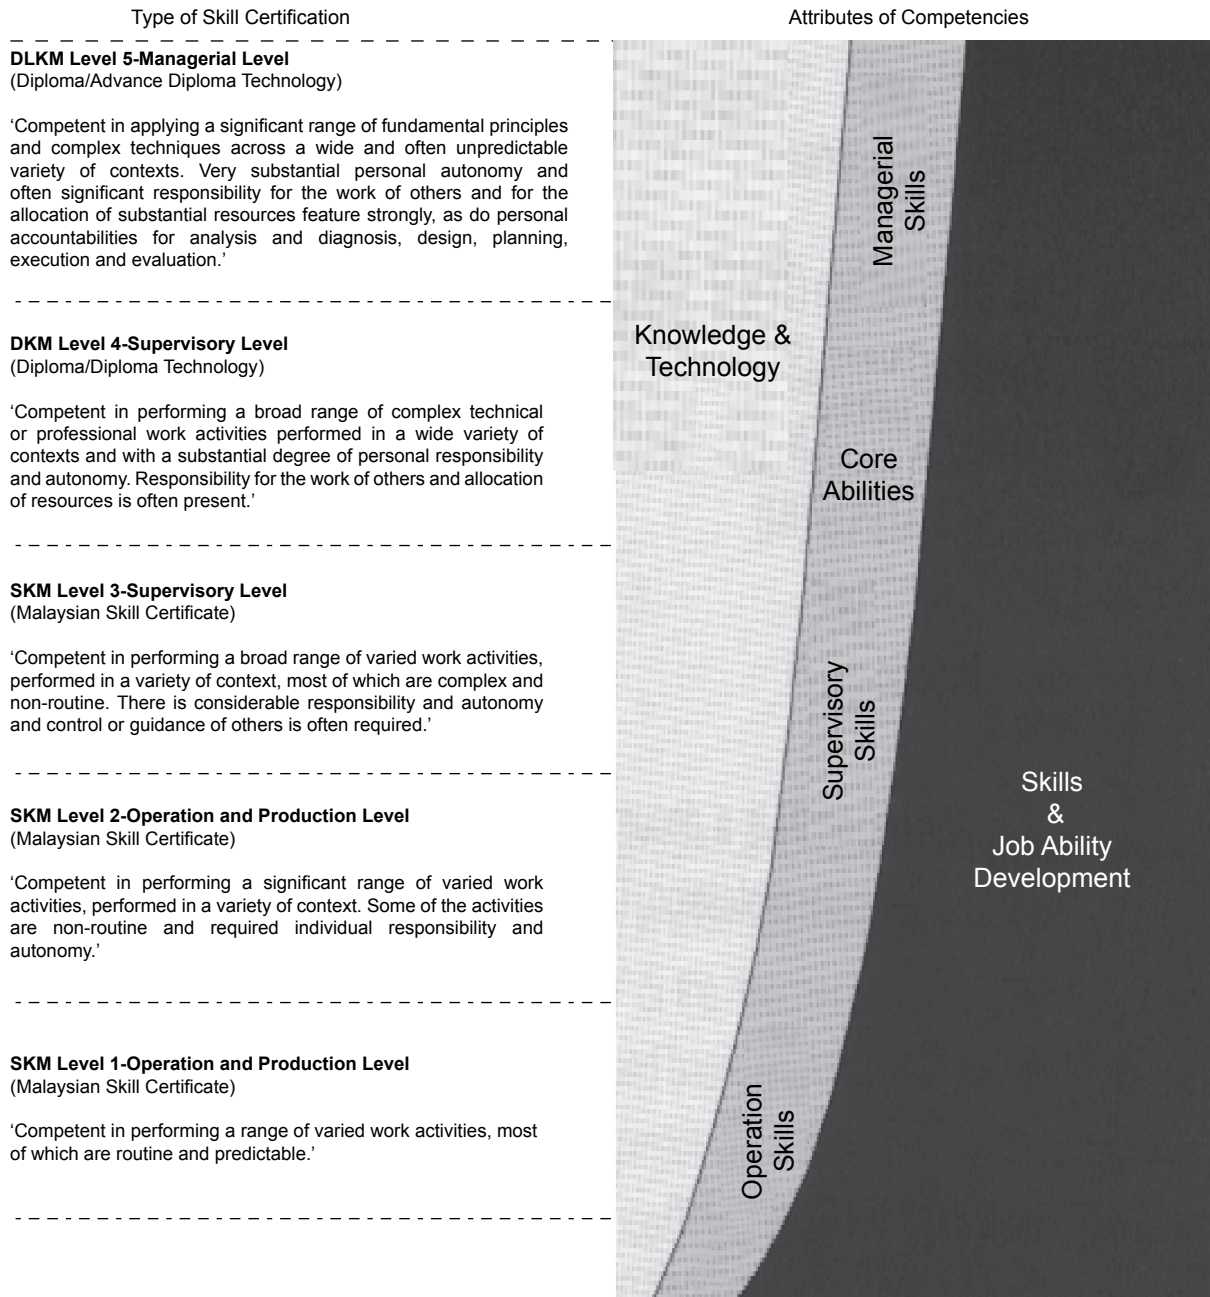 Type of Skill Certification
Attributes of Competencies
DLKM Level 5-Managerial Level
(Diploma/Advance Diploma Technology)
‘Competent in applying a significant range of fundamental principles
and complex techniques across a wide and often unpredictable
variety of contexts. Very substantial personal autonomy and
often significant responsibility for the work of others and for the
allocation of substantial resources feature strongly, as do personal
accountabilities for analysis and diagnosis, design, planning,
execution and evaluation.’
DKM Level 4-Supervisory Level
(Diploma/Diploma Technology)
‘Competent in performing a broad range of complex technical
or professional work activities performed in a wide variety of
contexts and with a substantial degree of personal responsibility
and autonomy. Responsibility for the work of others and allocation
of resources is often present.’
SKM Level 3-Supervisory Level
(Malaysian Skill Certificate)
‘Competent in performing a broad range of varied work activities,
performed in a variety of context, most of which are complex and
non-routine. There is considerable responsibility and autonomy
and control or guidance of others is often required.’
SKM Level 2-Operation and Production Level
(Malaysian Skill Certificate)
‘Competent in performing a significant range of varied work
activities, performed in a variety of context. Some of the activities
are non-routine and required individual responsibility and
autonomy.’
SKM Level 1-Operation and Production Level
(Malaysian Skill Certificate)
‘Competent in performing a range of varied work activities, most
of which are routine and predictable.’
Knowledge &
Technology
Managerial
Skills
Core
Abilities
Supervisory
Skills
Operation
Skills
Skills
&
Job Ability
Development